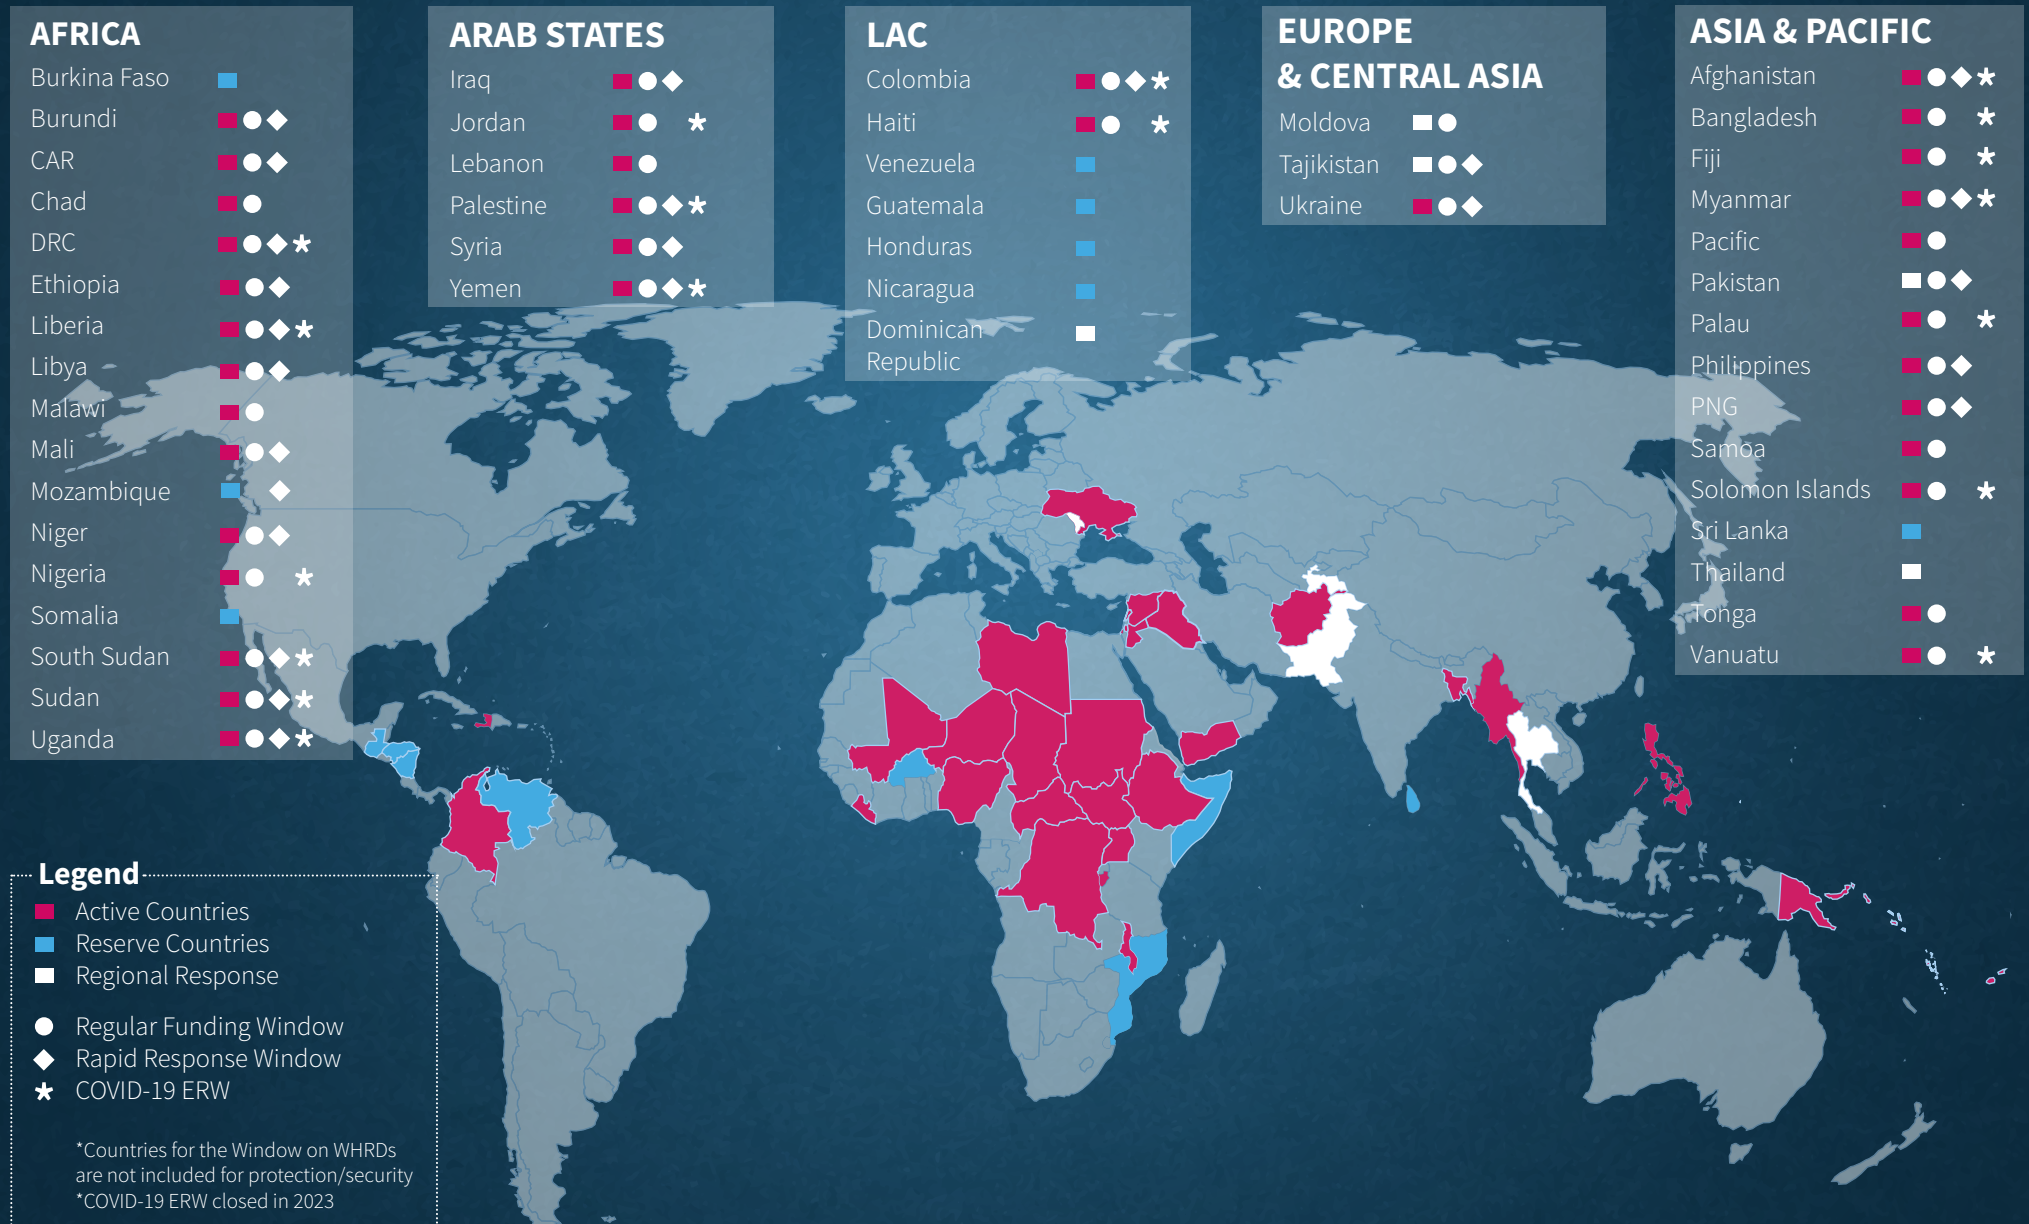 AFRICA
Burkina Faso
Burundi
CAR
Chad
DRC
Ethiopia
Liberia
Libya
Malawi
Mali
Mozambique
Niger
Nigeria
Somalia
South Sudan
Sudan
Uganda
ARAB STATES
Iraq
Jordan
Lebanon
Palestine
Syria
Yemen
LAC
Colombia
Haiti
Venezuela
Guatemala
Honduras
Nicaragua
Dominican
Republic
EUROPE
& CENTRAL ASIA
Moldova
Tajikistan
Ukraine
ASIA & PACIFIC
Afghanistan
Bangladesh
Fiji
Myanmar
Pacific
Pakistan
Palau
Philippines
PNG
Samoa
Solomon Islands
Sri Lanka
Thailand
Tonga
Vanuatu
Legend
Active Countries
Reserve Countries
Regional Response
Regular Funding Window
Rapid Response Window
COVID-19 ERW
*Countries for the Window on WHRDs
are not included for protection/security
*COVID-19 ERW closed in 2023